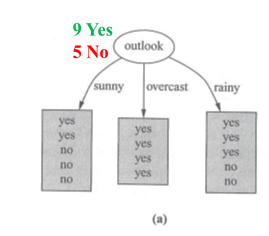 9 Yes
5 No
outlook
sunny
overcast
rainy
yes
yes
no
no
no
yes
yes
yes
yes
yes
yes
yes
no
no
(a)